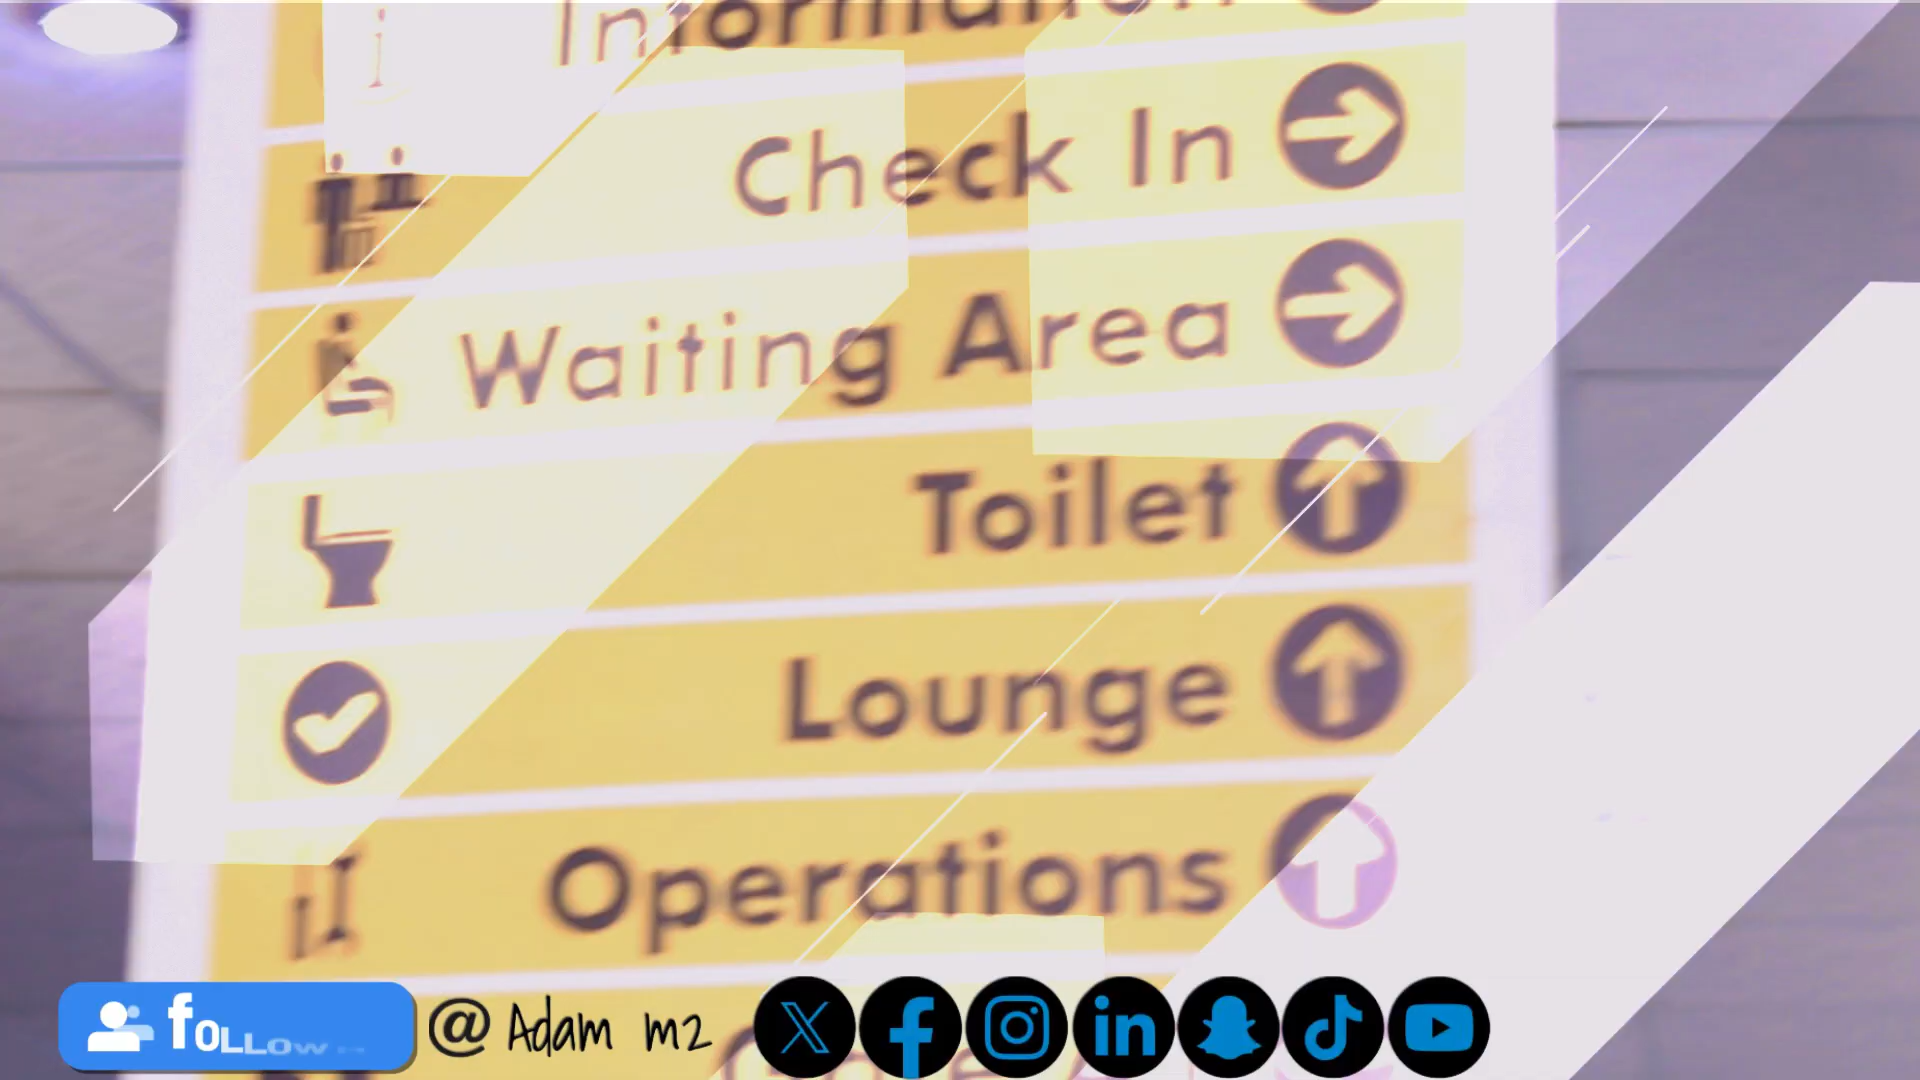 Information
Check In
Waiting Area
Toilet
Lounge
Operations
follow
@ Adam m2